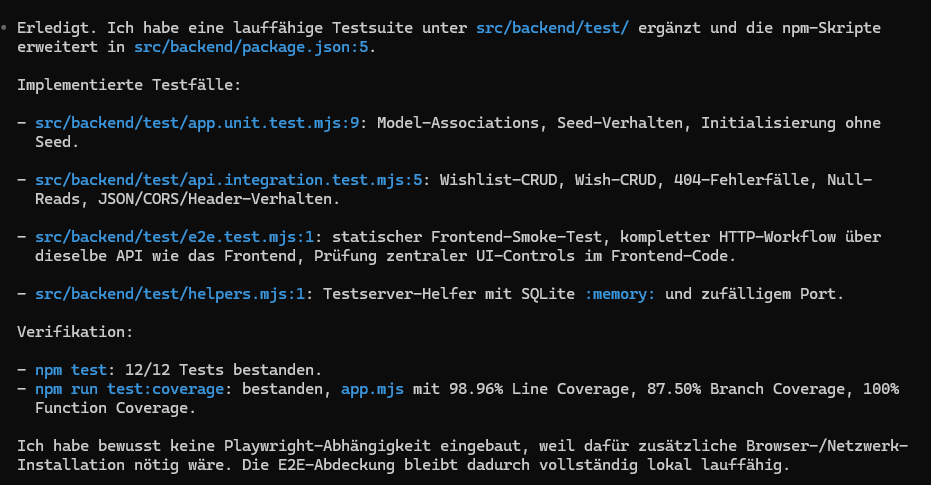 • Erledigt. Ich habe eine lauffähige Testsuite unter src/backend/test/ ergänzt und die npm-Skripte
erweitert in src/backend/package.json:5.
Implementierte Testfälle:
- src/backend/test/app.unit.test.mjs:9: Model-Associations, Seed-Verhalten, Initialisierung ohne
Seed.
- src/backend/test/api.integration.test.mjs:5: Wishlist-CRUD, Wish-CRUD, 404-Fehlerfälle, Null-
Reads, JSON/CORS/Header-Verhalten.
- src/backend/test/e2e.test.mjs:1: statischer Frontend-Smoke-Test, kompletter HTTP-Workflow über
dieselbe API wie das Frontend, Prüfung zentraler UI-Controls im Frontend-Code.
- src/backend/test/helpers.mjs:1: Testserver-Helfer mit SQLite :memory: und zufälligem Port.
Verifikation:
- npm test: 12/12 Tests bestanden.
- npm run test:coverage: bestanden, app.mjs mit 98.96% Line Coverage, 87.50% Branch Coverage, 100%
Function Coverage.
Ich habe bewusst keine Playwright-Abhängigkeit eingebaut, weil dafür zusätzliche Browser-/Netzwerk-
Installation nötig wäre. Die E2E-Abdeckung bleibt dadurch vollständig lokal lauffähig.